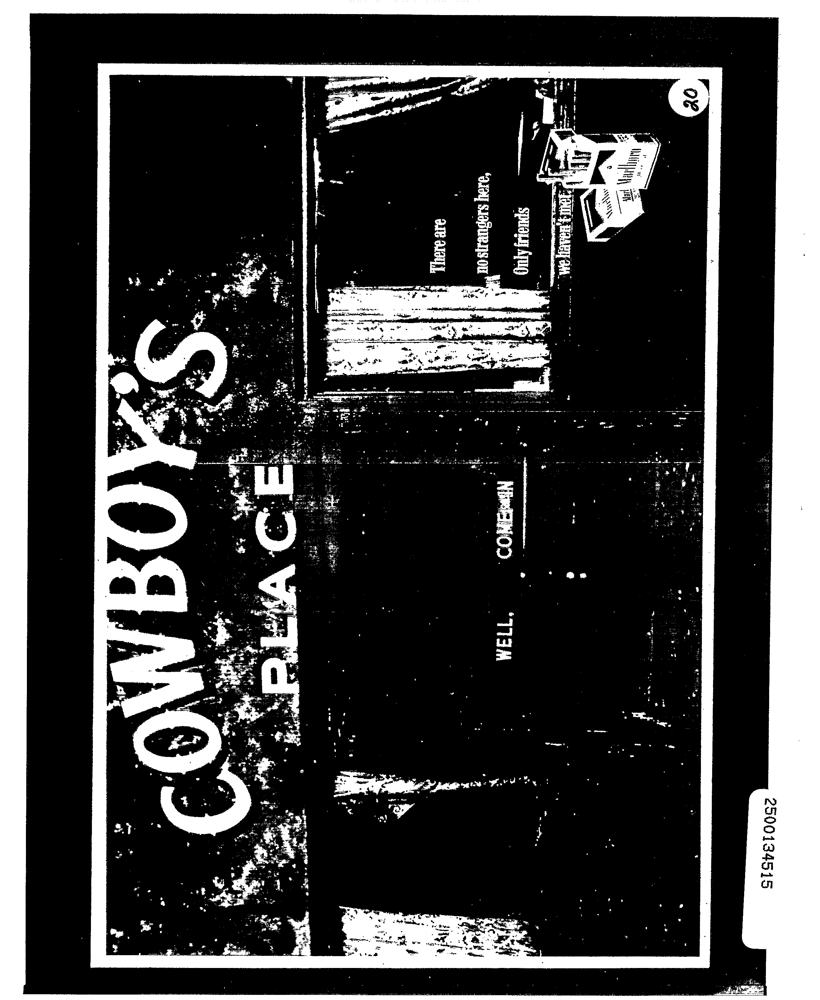 COWBOY'S
PLACE
WELL, COME IN
There are
no strangers here,
Only friends
we haven't met.
Marlboro
20
2500134515